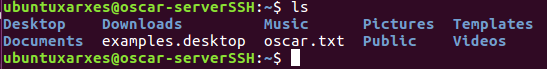 ubuntuxarxes@oscar-serverSSH:~$ ls
Desktop    Downloads         Music      Pictures  Templates
Documents  examples.desktop  oscar.txt  Public    Videos
ubuntuxarxes@oscar-serverSSH:~$